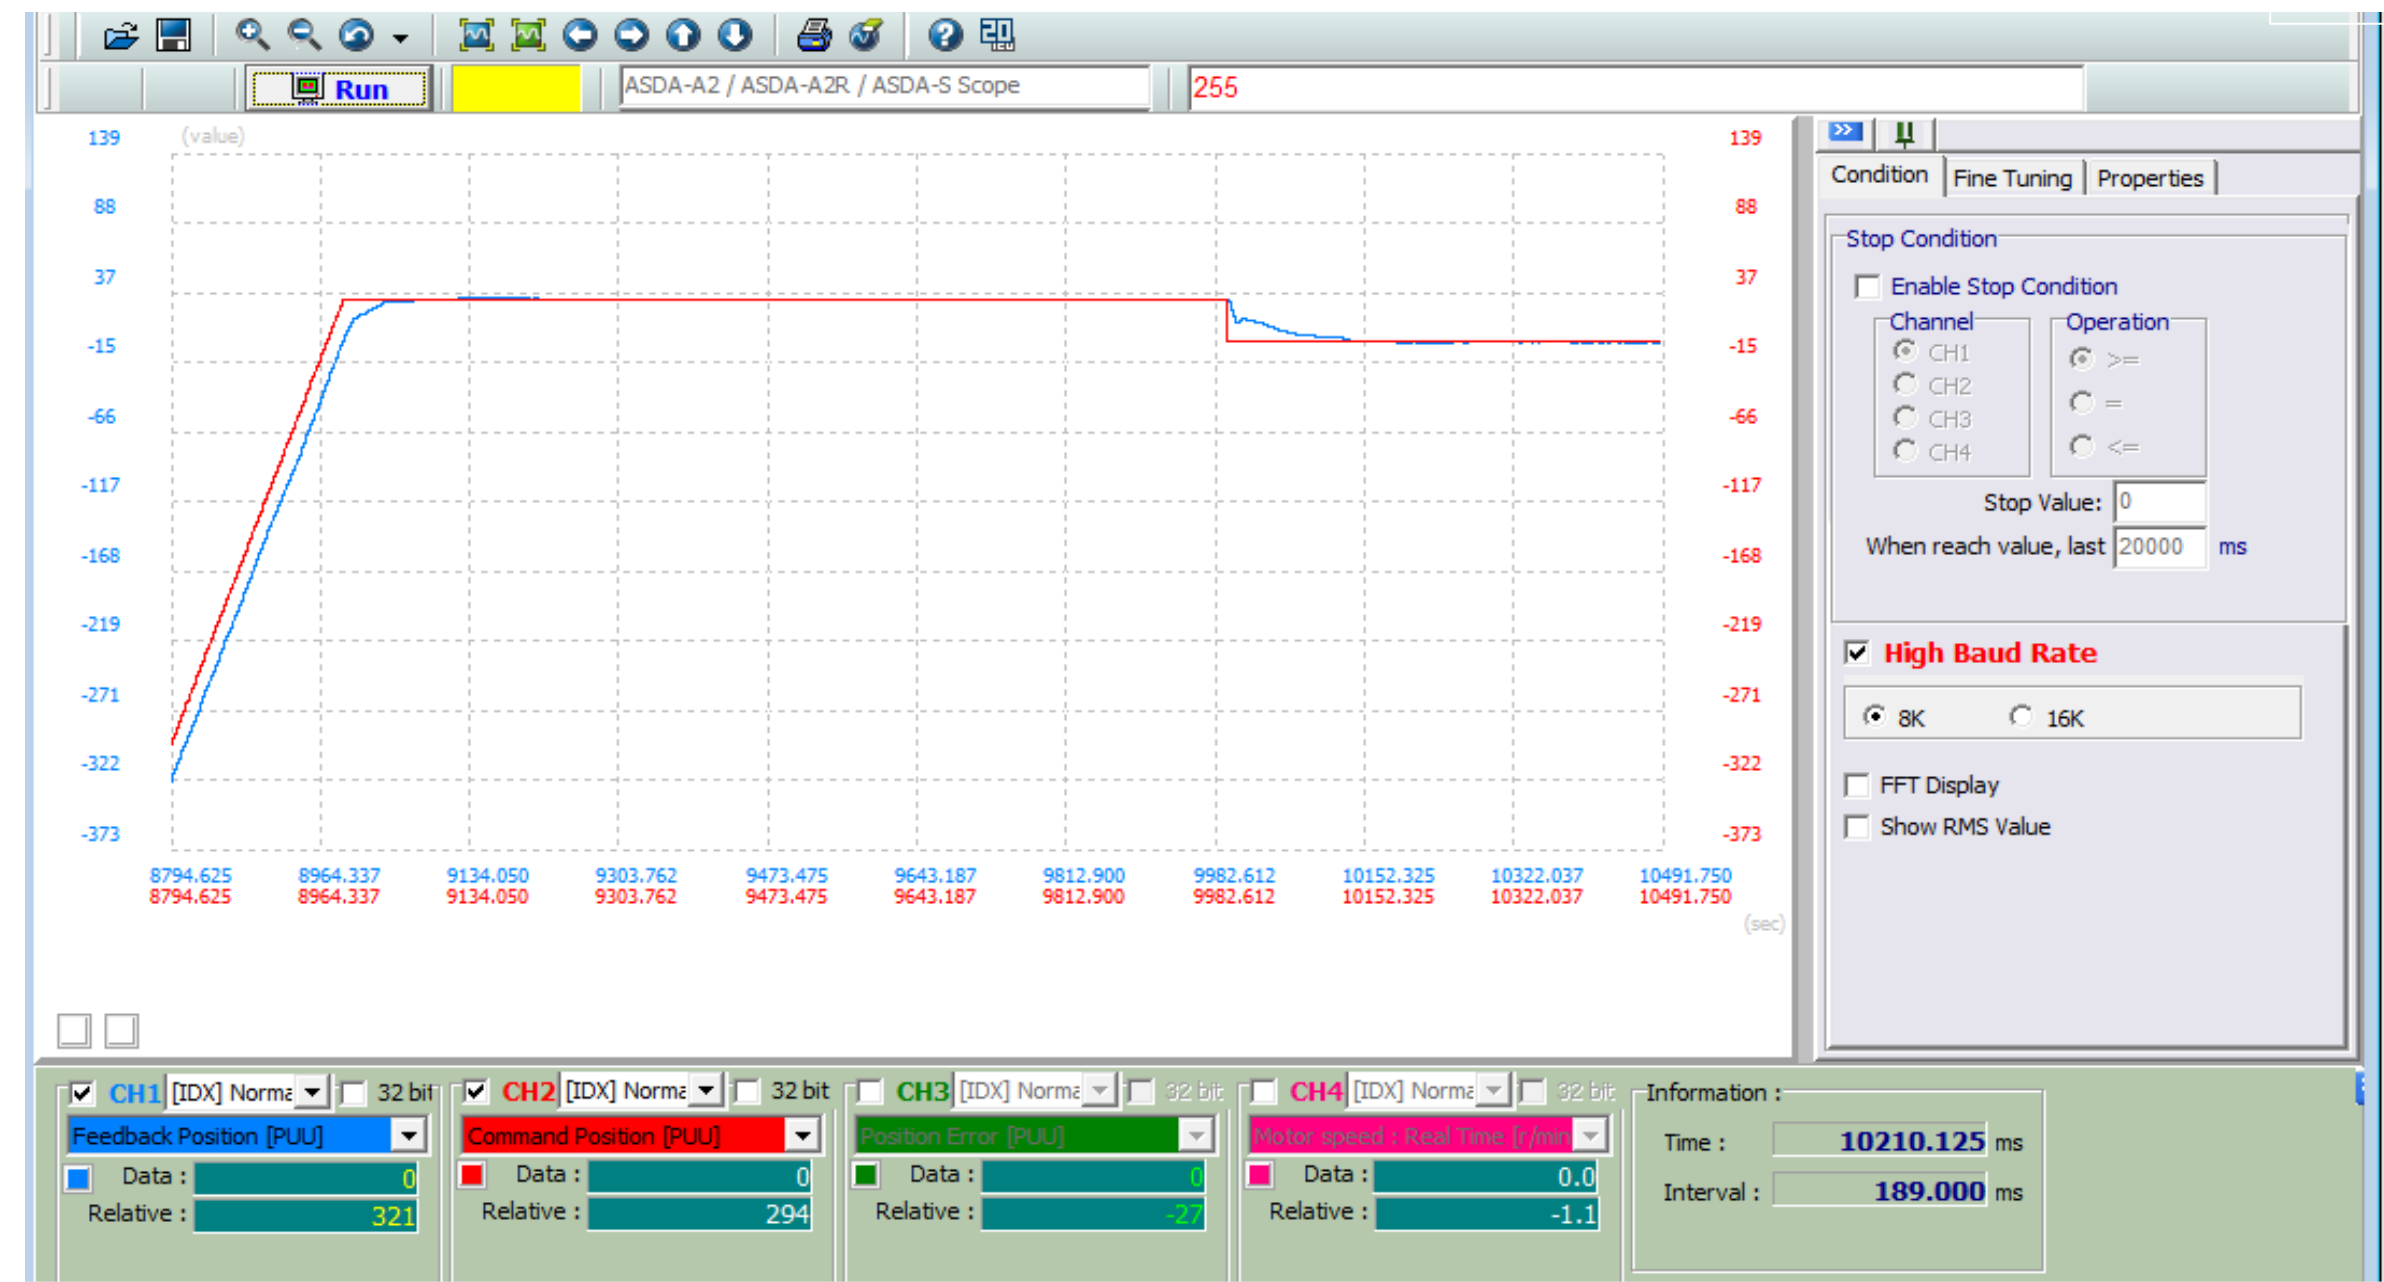 Run
ASDA-A2 / ASDA-A2R / ASDA-S Scope
255
(value)
139
88
37
-15
-66
-117
-168
-219
-271
-322
-373
139
88
37
-15
-66
-117
-168
-219
-271
-322
-373
8794.625 8964.337 9134.050 9303.762 9473.475 9643.187 9812.900 9982.612 10152.325 10322.037 10491.750
8794.625 8964.337 9134.050 9303.762 9473.475 9643.187 9812.900 9982.612 10152.325 10322.037 10491.750
(sec)
>>
Condition Fine Tuning Properties
Stop Condition
Enable Stop Condition
Channel Operation
CH1 >=
CH2
CH3 =
CH4 <=
Stop Value: 0
When reach value, last 20000 ms
High Baud Rate
8K 16K
FFT Display
Show RMS Value
CH1 [IDX] Norma 32 bit
Feedback Position [PUU]
Data : 0
Relative : 321
CH2 [IDX] Norma 32 bit
Command Position [PUU]
Data : 0
Relative : 294
CH3 [IDX] Norma 32 bit
Position Error [PUU]
Data : 0
Relative : -27
CH4 [IDX] Norma 32 bit
Motor speed : Real Time [r/min
Data : 0.0
Relative : -1.1
Information :
Time : 10210.125 ms
Interval : 189.000 ms